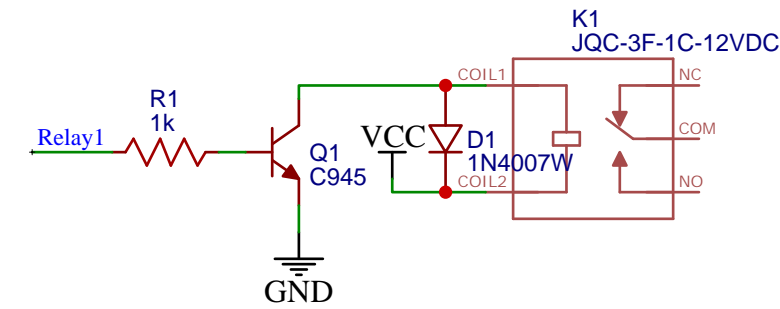 K1
JQC-3F-1C-12VDC
COIL1
NC
R1
1k
Relay1
VCC
D1
COM
Q1
1N4007W
C945
COIL2
NO
GND